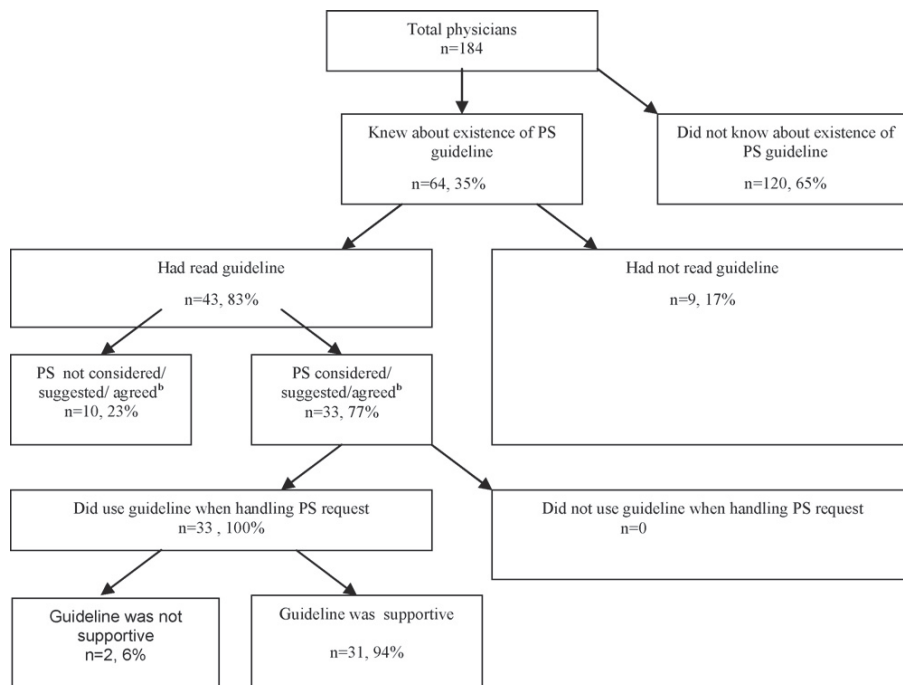 Total physicians
n=184
Knew about existence of PS
guideline
n=64, 35%
Did not know about existence of
PS guideline
n=120, 65%
Had read guideline
n=43, 83%
Had not read guideline
n=9, 17%
PS not considered/
suggested/ agreedᵇ
n=10, 23%
PS considered/
suggested/agreedᵇ
n=33, 77%
Did use guideline when handling PS request
n=33 , 100%
Did not use guideline when handling PS request
n=0
Guideline was not
supportive
n=2, 6%
Guideline was supportive
n=31, 94%